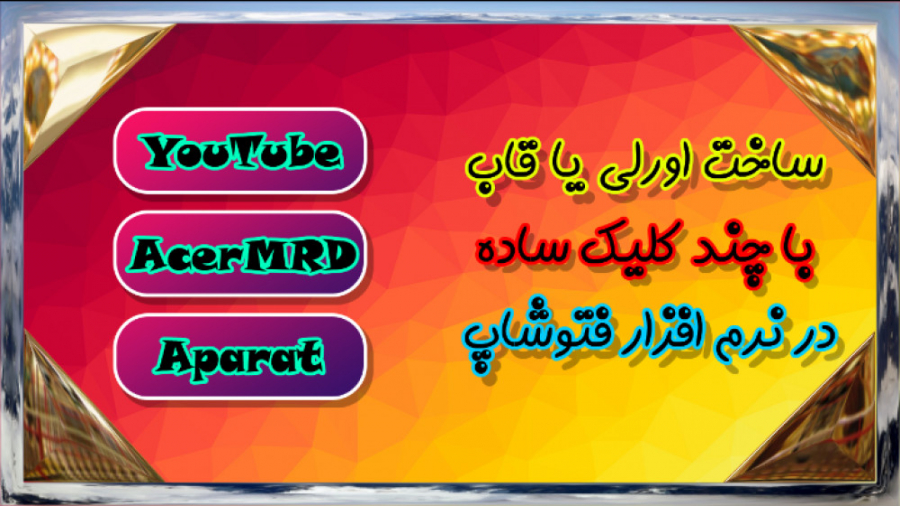 YouTube
AcerMRD
Aparat
ساخت اورلی یا قاب
با چند کلیک ساده
در نرم افزار فتوشاپ